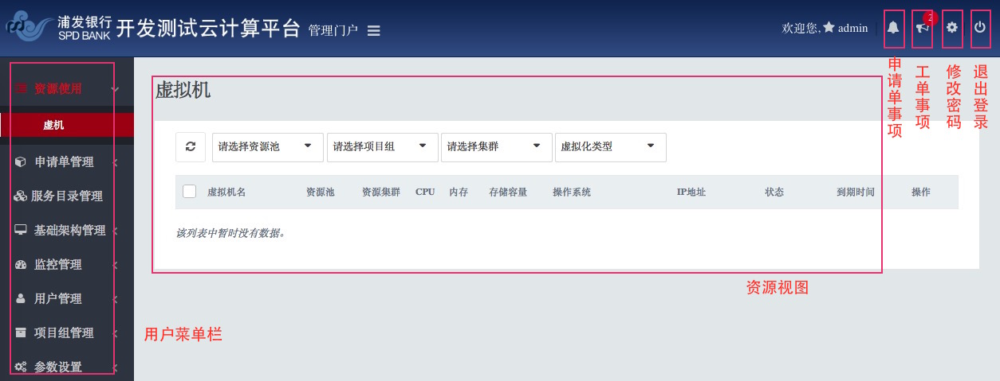 浦发银行
SPD BANK
开发测试云计算平台 管理门户
欢迎您, admin
2
申请单事项
工单事项
修改密码
退出登录
资源使用
虚机
申请单管理
服务目录管理
基础架构管理
监控管理
用户管理
项目组管理
参数设置
虚拟机
请选择资源池 请选择项目组 请选择集群 虚拟化类型
虚拟机名 资源池 资源集群 CPU 内存 存储容量 操作系统 IP地址 状态 到期时间 操作
该列表中暂时没有数据。
资源视图
用户菜单栏